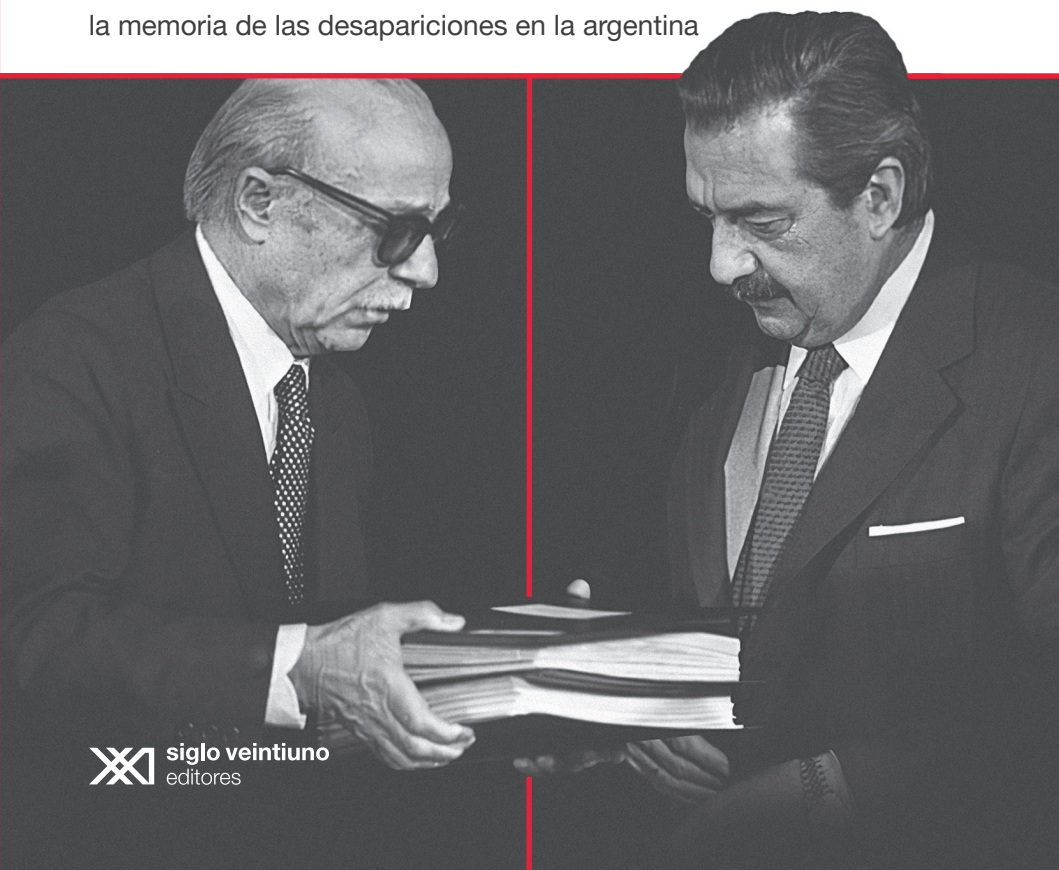 la memoria de las desapariciones en la argentina
siglo veintiuno
editores